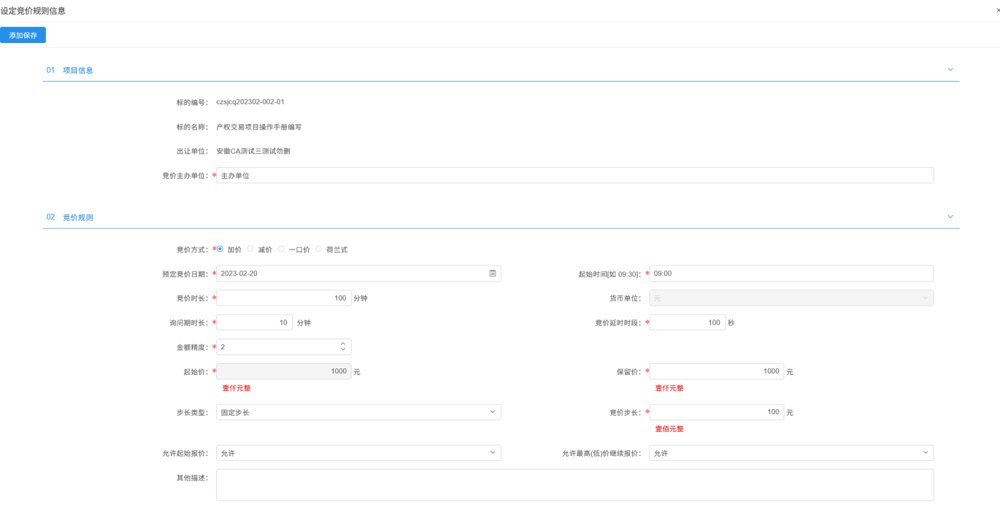 设定竞价规则信息 ×
添加保存
01 项目信息
标的编号： czsjcq202302-002-01
标的名称： 产权交易项目操作手册编写
出让单位： 安徽CA测试三测试勿删
竞价主办单位：* 主办单位
02 竞价规则
竞价方式：* 加价 减价 一口价 荷兰式
预定竞价日期：* 2023-02-20 起始时间[如 09:30]：* 09:00
竞价时长：* 100 分钟 货币单位： 元
询问期时长：* 10 分钟 竞价延时时段：* 100 秒
金额精度：* 2
起始价：* 1000 元 保留价：* 1000 元
壹仟元整 壹仟元整
步长类型： 固定步长 竞价步长：* 100 元
壹佰元整
允许起始报价： 允许 允许最高(低)价继续报价： 允许
其他描述：